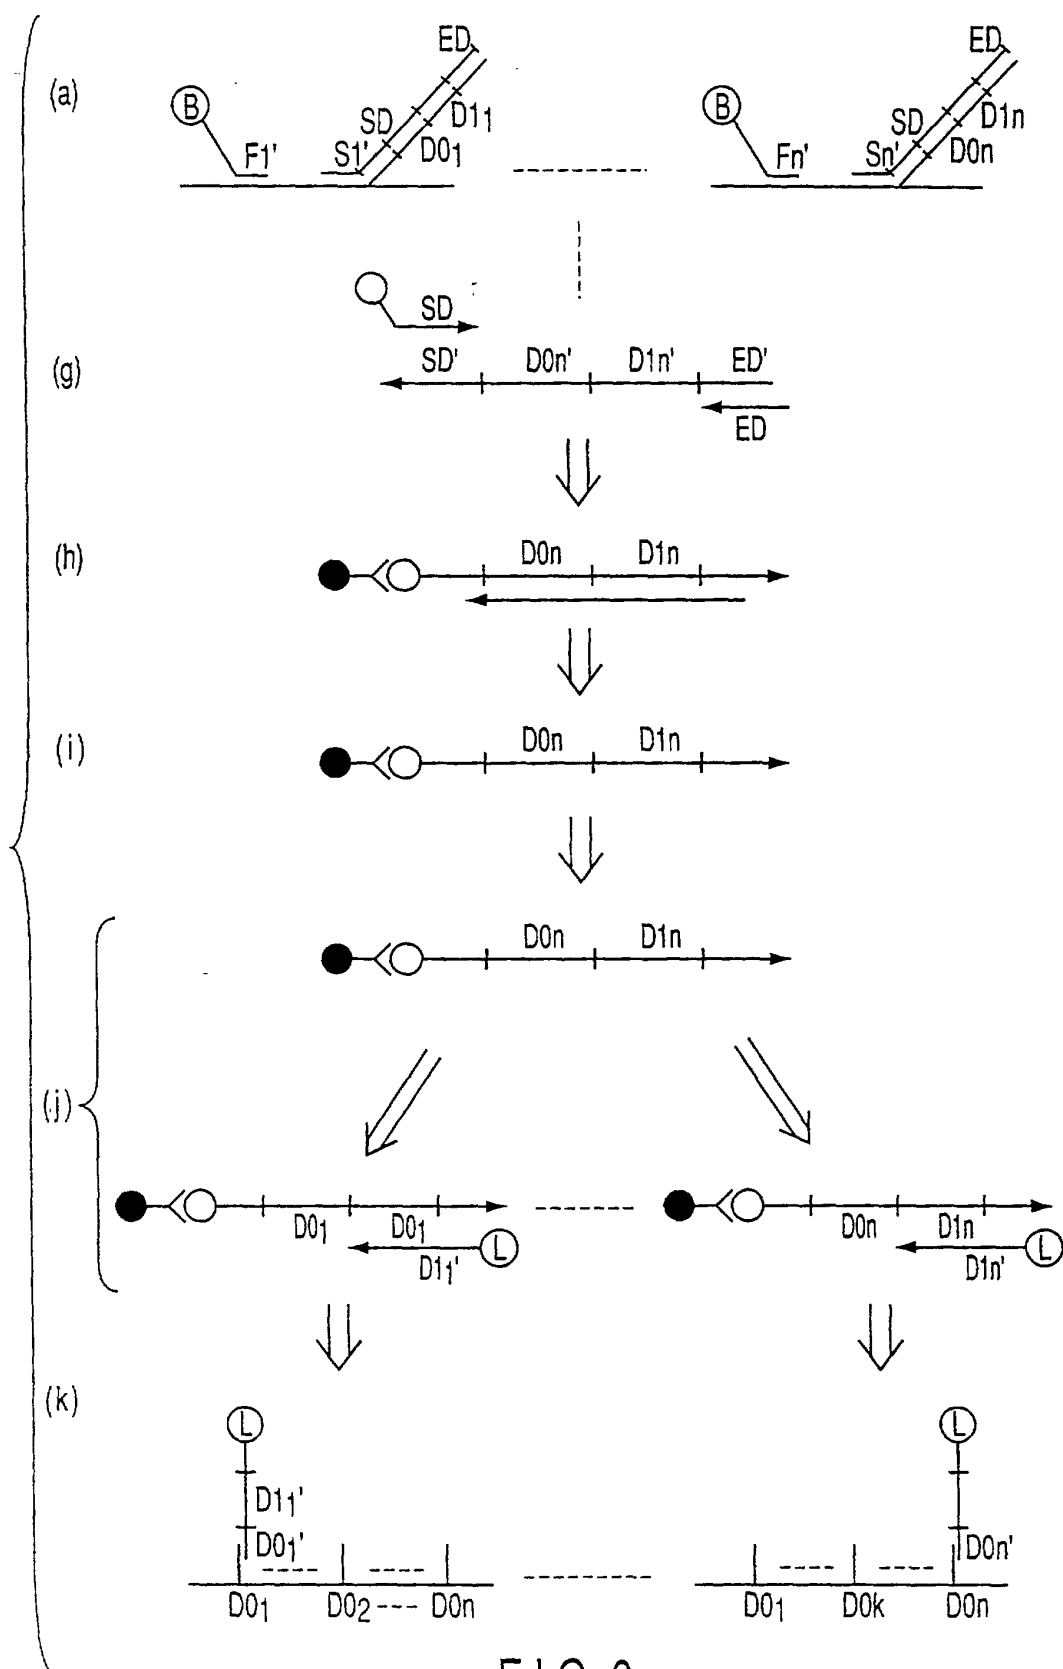 (a)
ED
ED
B
SD
D11
F1'
S1'
D01
B
SD
D1n
Fn'
Sn'
D0n
SD
(g)
SD'
D0n'
D1n'
ED'
ED
(h)
D0n
D1n
(i)
D0n
D1n
D0n
D1n
(j)
D01
D01
D11'
L
D0n
D1n
D1n'
L
(k)
L
L
D11'
D01'
D0n'
D01
D02
D0n
D01
D0k
D0n